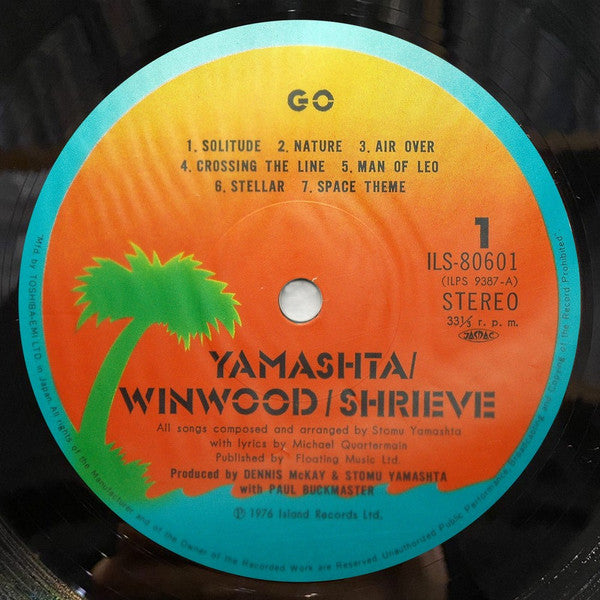 GO
1. SOLITUDE 2. NATURE 3. AIR OVER
4. CROSSING THE LINE 5. MAN OF LEO
6. STELLAR 7. SPACE THEME
1
ILS-80601
(ILPS 9387-A)
STEREO
33⅓ r. p. m.
JASRAC
YAMASHTA/
WINWOOD/SHRIEVE
All songs composed and arranged by Stomu Yamashta
with lyrics by Michael Quartermain
Published by Floating Music Ltd.
Produced by DENNIS McKAY & STOMU YAMASHTA
with PAUL BUCKMASTER
℗ 1976 Island Records Ltd.
Mfd. by TOSHIBA-EMI LTD. in Japan. All rights of the Manufacturer and of the Owner of the Recorded Work are Reserved. Unauthorized Public Performance Broadcasting and Copying of the Record Prohibited.